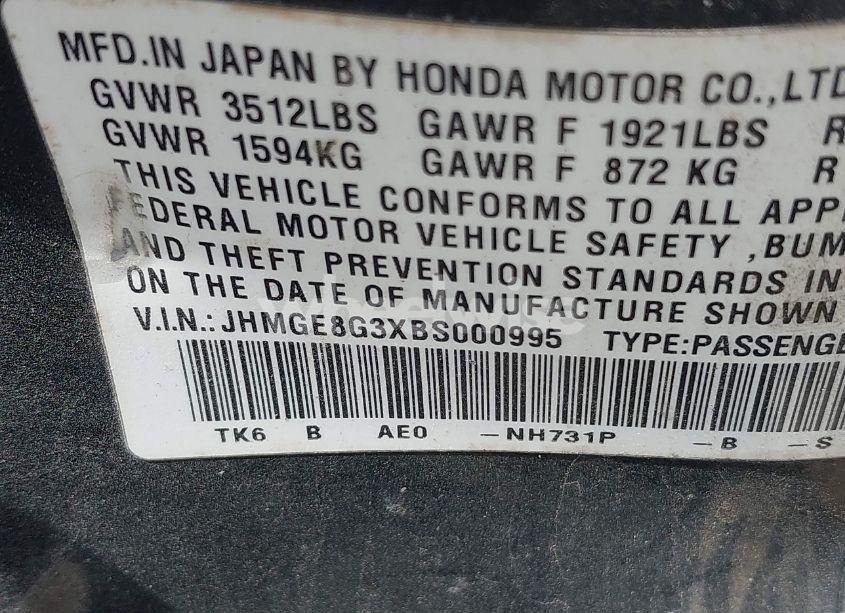 MFD.IN JAPAN BY HONDA MOTOR CO.,LTD
GVWR 3512LBS GAWR F 1921LBS R
GVWR 1594KG GAWR F 872 KG R
THIS VEHICLE CONFORMS TO ALL APP
FEDERAL MOTOR VEHICLE SAFETY ,BUM
AND THEFT PREVENTION STANDARDS IN
ON THE DATE OF MANUFACTURE SHOWN
V.I.N.: JHMGE8G3XBS000995 TYPE:PASSENGE
TK6 B AE0 -NH731P -B -S